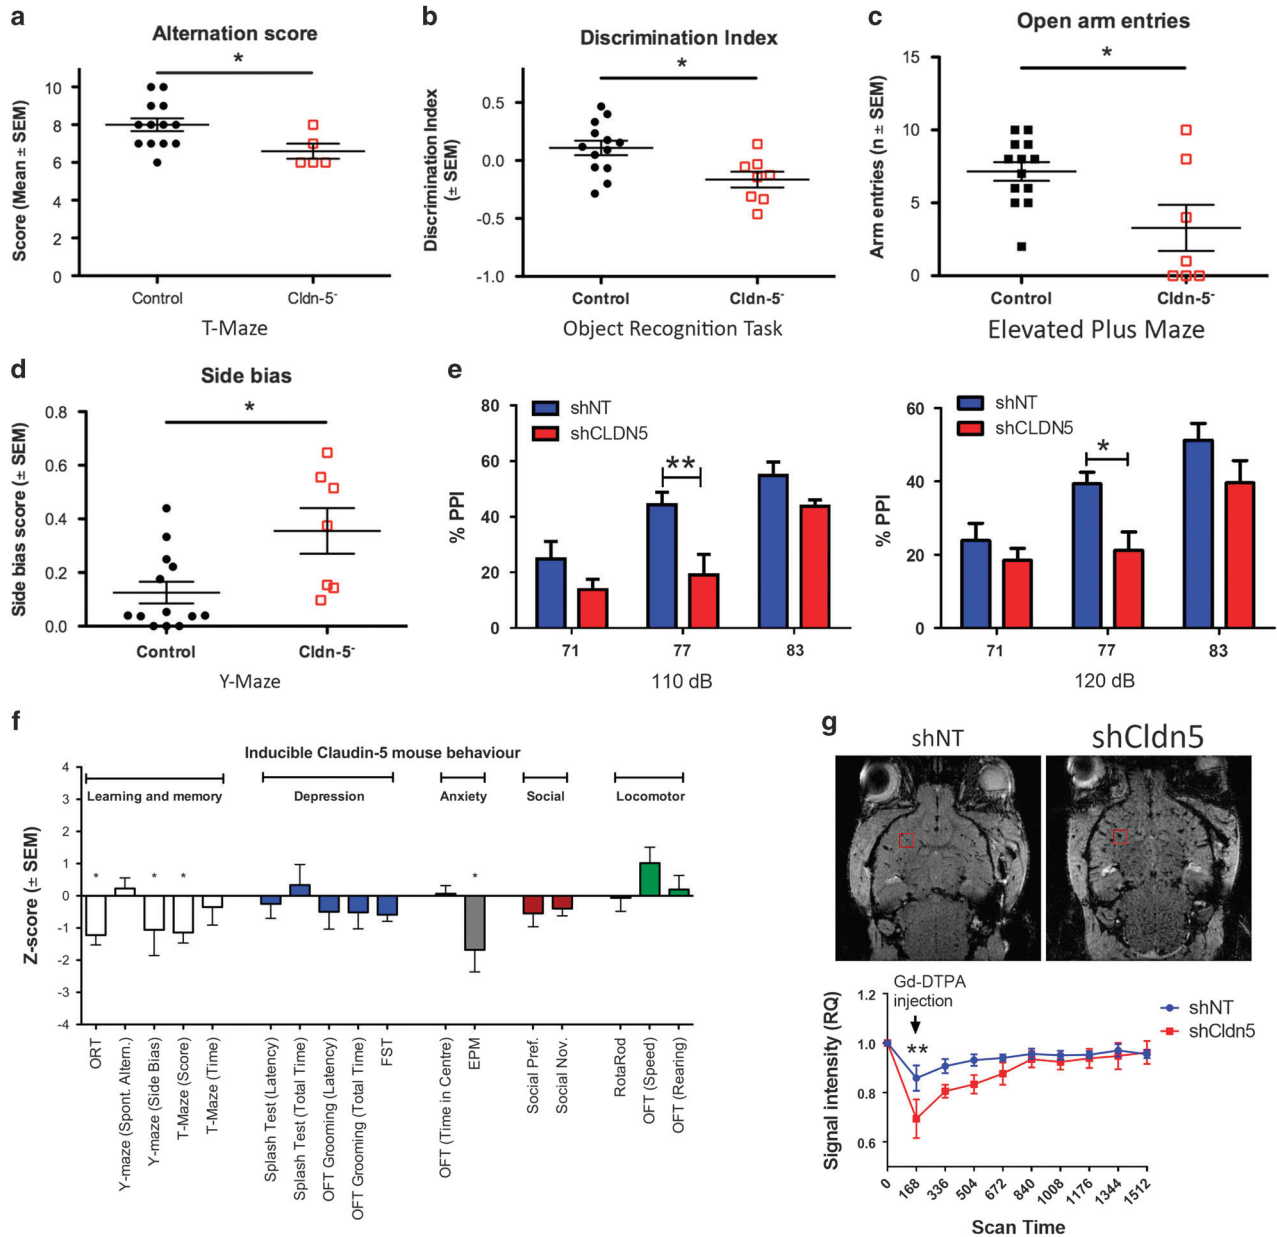 a
Alternation score
*
Score (Mean ± SEM)
10
8
6
4
2
0
Control
Cldn-5-
T-Maze
b
Discrimination Index
*
Discrimination Index
(± SEM)
0.5
0.0
-0.5
-1.0
Control
Cldn-5-
Object Recognition Task
c
Open arm entries
*
Arm entries (n ± SEM)
15
10
5
0
Control
Cldn-5-
Elevated Plus Maze
d
Side bias
*
Side bias score (± SEM)
0.8
0.6
0.4
0.2
0.0
Control
Cldn-5-
Y-Maze
e
shNT
shCLDN5
**
% PPI
80
60
40
20
0
71
77
83
110 dB
shNT
shCLDN5
*
% PPI
60
40
20
0
71
77
83
120 dB
f
Inducible Claudin-5 mouse behaviour
Learning and memory
Depression
Anxiety
Social
Locomotor
Z-score (± SEM)
4
3
2
1
0
-1
-2
-3
-4
*
*
*
*
ORT
Y-maze (Spont. Altern.)
Y-maze (Side Bias)
T-Maze (Score)
T-Maze (Time)
Splash Test (Latency)
Splash Test (Total Time)
OFT Grooming (Latency)
OFT Grooming (Total Time)
FST
OFT (Time in Centre)
EPM
Social Pref.
Social Nov.
RotaRod
OFT (Speed)
OFT (Rearing)
g
shNT
shCldn5
Gd-DTPA
injection
**
shNT
shCldn5
Signal intensity (RQ)
1.2
1.0
0.8
0.6
0
168
336
504
672
840
1008
1176
1344
1512
Scan Time